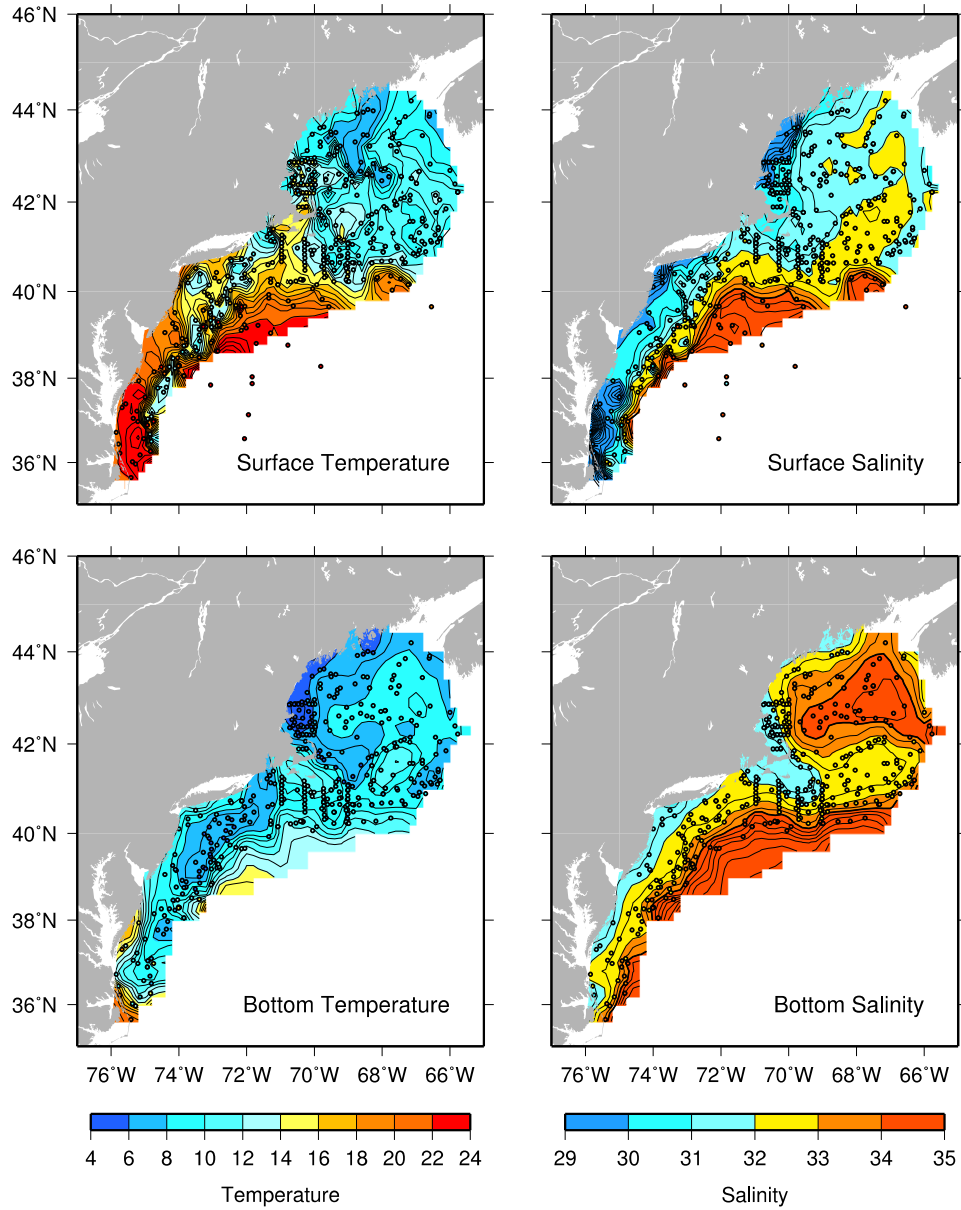 46°N 46°N
44°N 44°N
42°N 42°N
40°N 40°N
38°N 38°N
36°N 36°N
Surface Temperature Surface Salinity
46°N 46°N
44°N 44°N
42°N 42°N
40°N 40°N
38°N 38°N
36°N 36°N
Bottom Temperature Bottom Salinity
76°W 74°W 72°W 70°W 68°W 66°W 76°W 74°W 72°W 70°W 68°W 66°W
4 6 8 10 12 14 16 18 20 22 24 29 30 31 32 33 34 35
Temperature Salinity